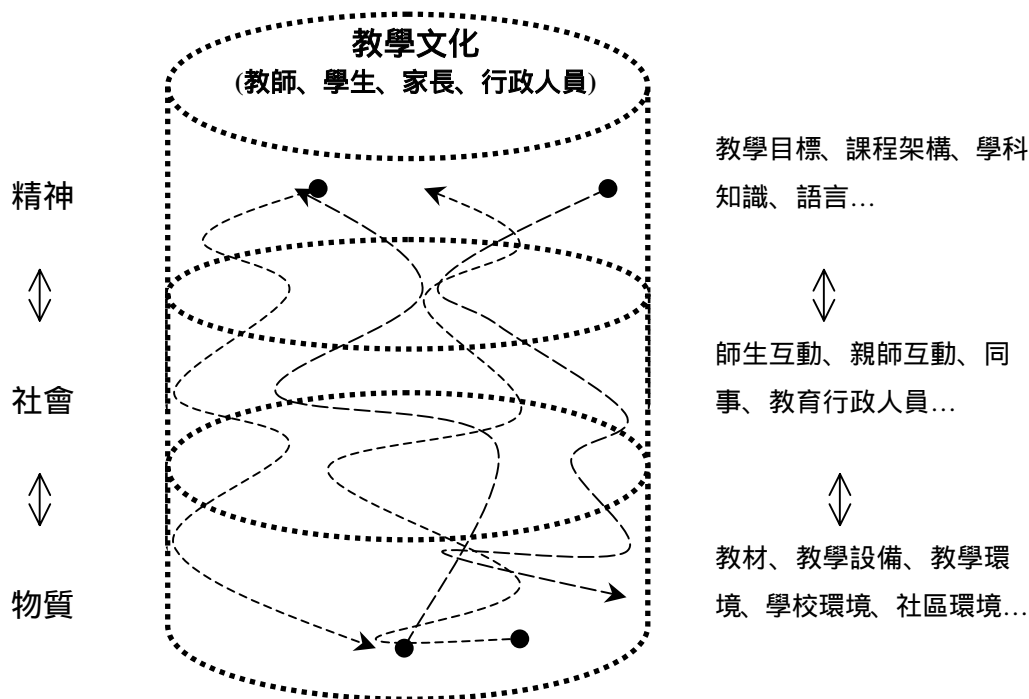 教學文化
(教師、學生、家長、行政人員)
精神
教學目標、課程架構、學科
知識、語言…
社會
師生互動、親師互動、同
事、教育行政人員…
物質
教材、教學設備、教學環
境、學校環境、社區環境…